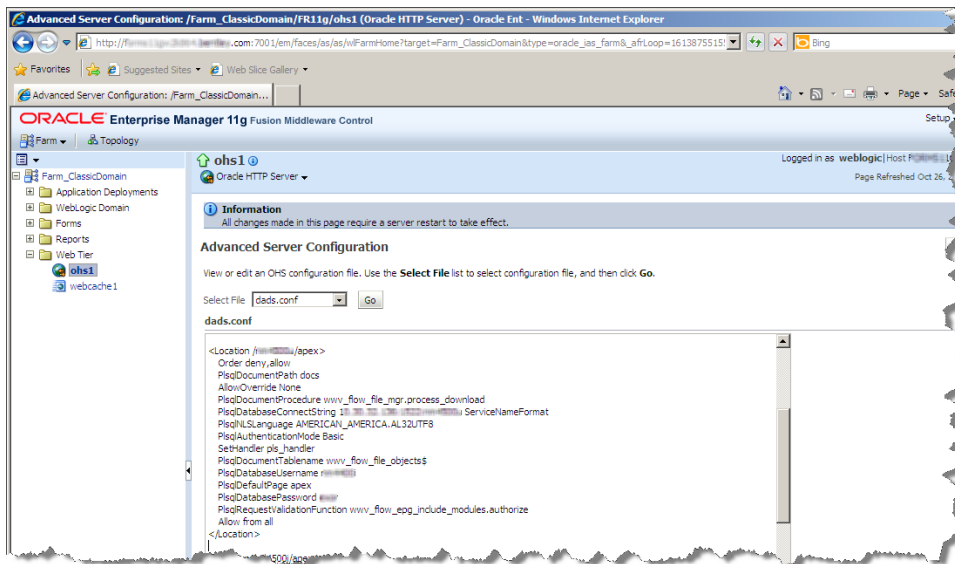 Advanced Server Configuration: /Farm_ClassicDomain/FR11g/ohs1 (Oracle HTTP Server) - Oracle Ent - Windows Internet Explorer
http:// .com:7001/em/faces/as/as/wlFarmHome?target=Farm_ClassicDomain&type=oracle_ias_farm&_afrLoop=1613875515
Bing
Favorites Suggested Sites Web Slice Gallery
Advanced Server Configuration: /Farm_ClassicDomain...
Page Safe
ORACLE Enterprise Manager 11g Fusion Middleware Control
Setup
Farm Topology
Farm_ClassicDomain
Application Deployments
WebLogic Domain
Forms
Reports
Web Tier
ohs1
webcache1
ohs1
Logged in as weblogic|Host
Oracle HTTP Server
Page Refreshed Oct 26,
Information
All changes made in this page require a server restart to take effect.
Advanced Server Configuration
View or edit an OHS configuration file. Use the Select File list to select configuration file, and then click Go.
Select File dads.conf Go
dads.conf
<Location / /apex>
Order deny,allow
PlsqlDocumentPath docs
AllowOverride None
PlsqlDocumentProcedure wwv_flow_file_mgr.process_download
PlsqlDatabaseConnectString ServiceNameFormat
PlsqlNLSLanguage AMERICAN_AMERICA.AL32UTF8
PlsqlAuthenticationMode Basic
SetHandler pls_handler
PlsqlDocumentTablename wwv_flow_file_objects$
PlsqlDatabaseUsername
PlsqlDefaultPage apex
PlsqlDatabasePassword
PlsqlRequestValidationFunction wwv_flow_epg_include_modules.authorize
Allow from all
</Location>